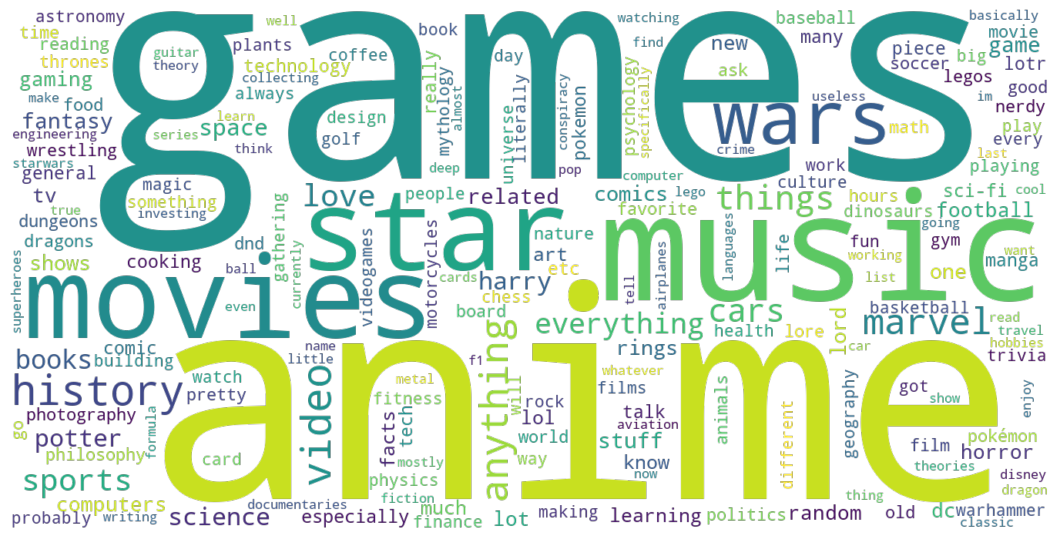 games
anime
music
movies
star
wars
history
video
marvel
anything
everything
things
sports
cars
potter
harry
books
science
love
space
fantasy
astronomy
time
reading
thrones
guitar
theory
plants
technology
collecting
always
gaming
make
food
learn
engineering
series
think
wrestling
starwars
general
tv
true
magic
something
investing
dungeons
dragons
shows
cooking
dnd
ball
even
superheroes
well
coffee
book
day
really
design
golf
mythology
almost
literally
universe
deep
pokemon
conspiracy
pop
watching
find
psychology
specifically
computer
people
related
gathering
currently
cards
videogames
motorcycles
nature
art
etc
chess
board
comics
lego
favorite
tell
airplanes
languages
life
health
new
ask
crime
useless
baseball
many
work
culture
math
piece
soccer
movie
basically
game
big
lotr
legos
im
good
nerdy
play
every
last
playing
hours
sci-fi
cool
dinosaurs
football
going
fun
gym
want
working
list
one
manga
basketball
read
travel
hobbies
trivia
lord
lore
rings
car
whatever
films
f1
name
little
comic
building
watch
pretty
photography
go
formula
philosophy
card
computers
probably
writing
documentaries
especially
metal
fitness
facts
tech
mostly
physics
fiction
much
finance
lot
will
rock
lol
world
way
making
learning
talk
aviation
stuff
know
now
animals
politics
different
random
geography
got
show
film
horror
enjoy
pokémon
theories
disney
thing
dragon
old
dc
warhammer
classic